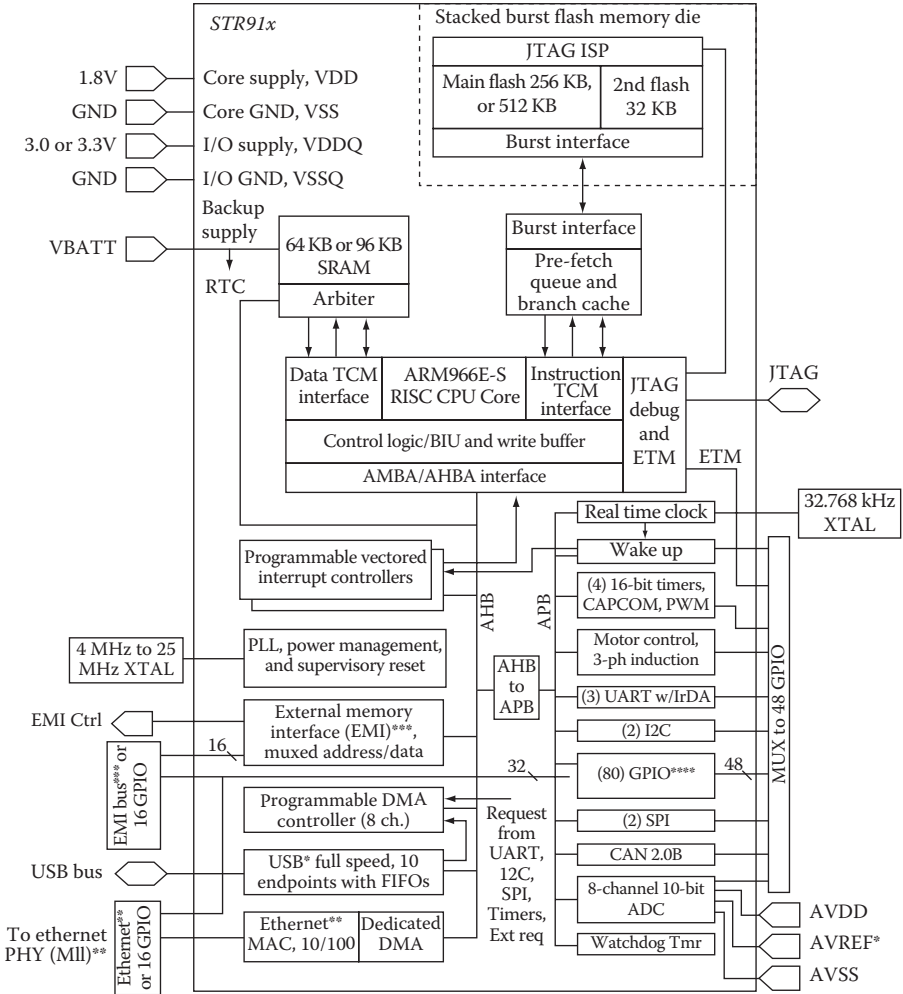 STR91x
Stacked burst flash memory die
JTAG ISP
Main flash 256 KB,
or 512 KB
2nd flash
32 KB
Burst interface
1.8V
Core supply, VDD
GND
Core GND, VSS
3.0 or 3.3V
I/O supply, VDDQ
GND
I/O GND, VSSQ
Backup
supply
VBATT
RTC
64 KB or 96 KB
SRAM
Arbiter
Burst interface
Pre-fetch
queue and
branch cache
Data TCM
interface
ARM966E-S
RISC CPU Core
Instruction
TCM
interface
JTAG
debug
and
ETM
JTAG
Control logic/BIU and write buffer
AMBA/AHBA interface
ETM
Real time clock
32.768 kHz
XTAL
Wake up
Programmable vectored
interrupt controllers
AHB
APB
(4) 16-bit timers,
CAPCOM, PWM
4 MHz to 25
MHz XTAL
PLL, power management,
and supervisory reset
Motor control,
3-ph induction
AHB
to
APB
MUX to 48 GPIO
(3) UART w/IrDA
EMI Ctrl
External memory
interface (EMI)***,
muxed address/data
(2) I2C
16
EMI bus*** or
16 GPIO
32
(80) GPIO****
48
Programmable DMA
controller (8 ch.)
Request
from
UART,
12C,
SPI,
Timers,
Ext req
(2) SPI
USB bus
USB* full speed, 10
endpoints with FIFOs
CAN 2.0B
8-channel 10-bit
ADC
AVDD
To ethernet
PHY (Mll)**
Ethernet**
or 16 GPIO
Ethernet**
MAC, 10/100
Dedicated
DMA
Watchdog Tmr
AVREF*
AVSS